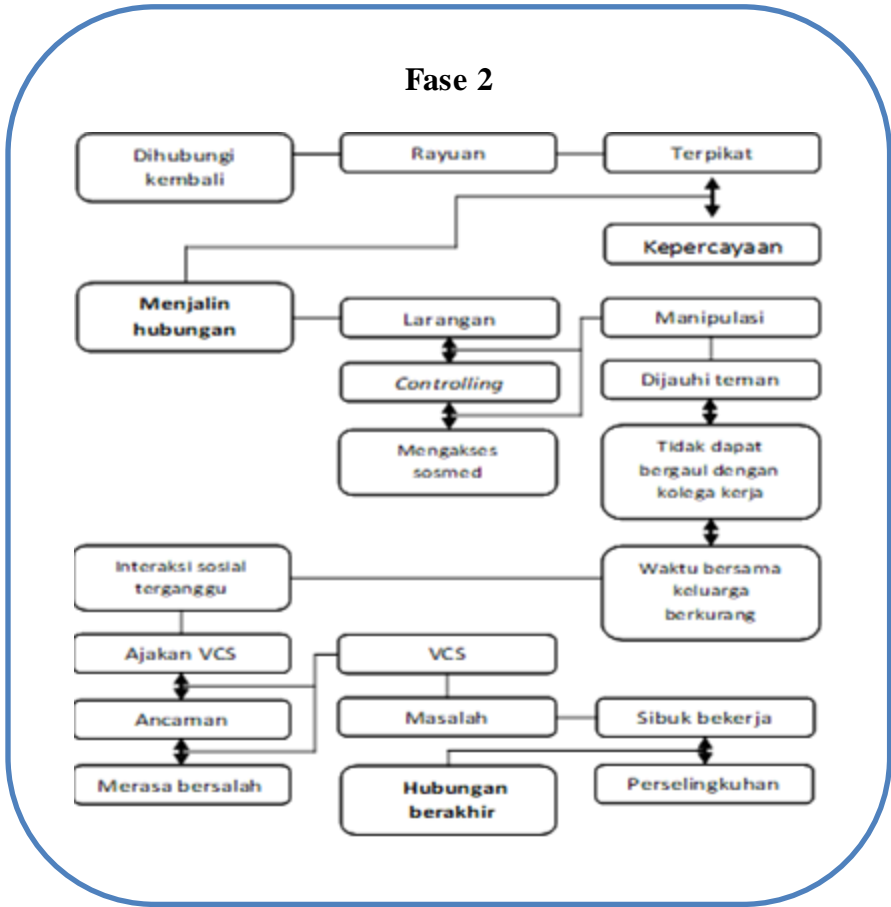 Fase 2
Dihubungi
kembali
Rayuan
Terpikat
Kepercayaan
Menjalin
hubungan
Larangan
Manipulasi
Controlling
Dijauhi teman
Mengakses
sosmed
Tidak dapat
bergaul dengan
kolega kerja
Interaksi sosial
terganggu
Waktu bersama
keluarga
berkurang
Ajakan VCS
VCS
Ancaman
Masalah
Sibuk bekerja
Merasa bersalah
Hubungan
berakhir
Perselingkuhan